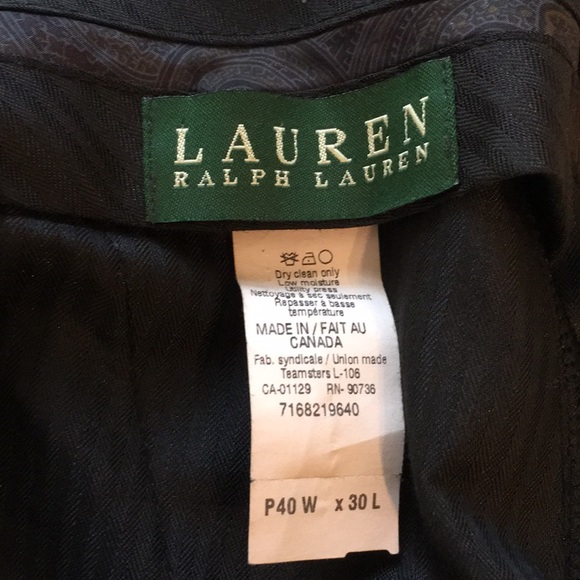 LAUREN
RALPH LAUREN
Dry clean only
Low moisture
Utility press
Nettoyage à sec seulement
Repasser à basse
température
MADE IN / FAIT AU
CANADA
Fab. syndicale / Union made
Teamsters L-106
CA-01129 RN- 90736
7168219640
P40 W x 30 L